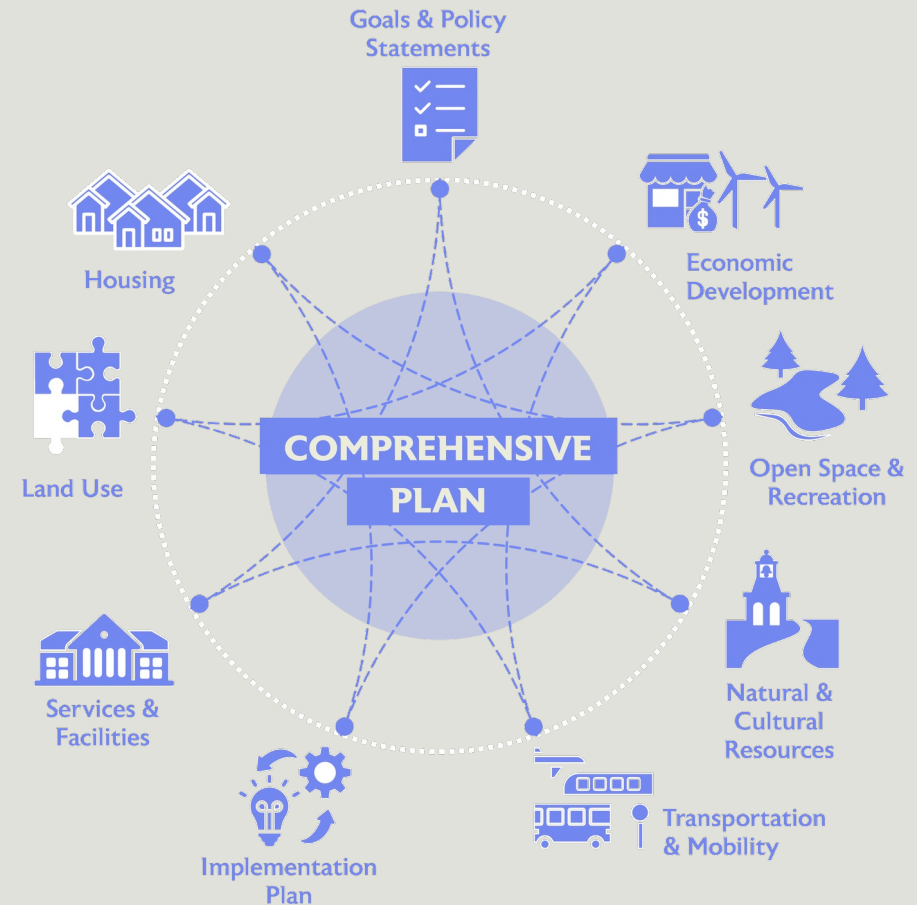 Goals & Policy
Statements
Economic
Development
Housing
Open Space &
Recreation
Land Use
COMPREHENSIVE
PLAN
Natural &
Cultural
Resources
Services &
Facilities
Transportation
& Mobility
Implementation
Plan
$